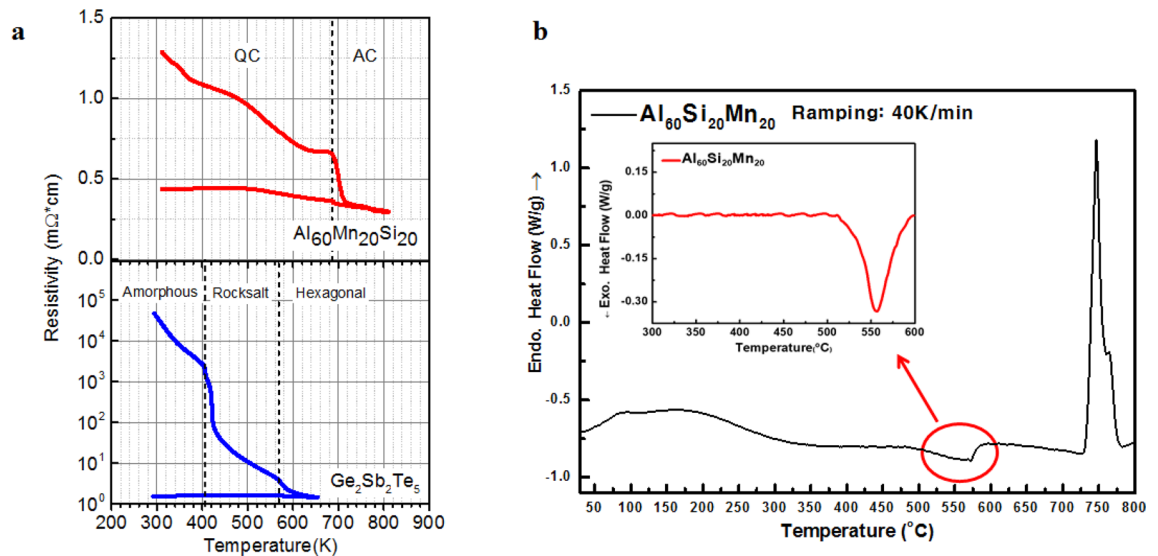 a
1.5
1.0
0.5
0.0
QC
AC
Al60Mn20Si20
Resistivity (mΩ*cm)
10^5
10^4
10^3
10^2
10^1
10^0
Amorphous
Rocksalt
Hexagonal
Ge2Sb2Te5
200 300 400 500 600 700 800 900
Temperature(K)
b
Al60Si20Mn20 Ramping: 40K/min
1.5
1.0
0.5
0.0
-0.5
-1.0
Endo. Heat Flow (W/g) →
Al60Si20Mn20
0.15
0.00
-0.15
-0.30
← Exo. Heat Flow (W/g)
300 350 400 450 500 550 600
Temperature(°C)
50 100 150 200 250 300 350 400 450 500 550 600 650 700 750 800
Temperature (°C)